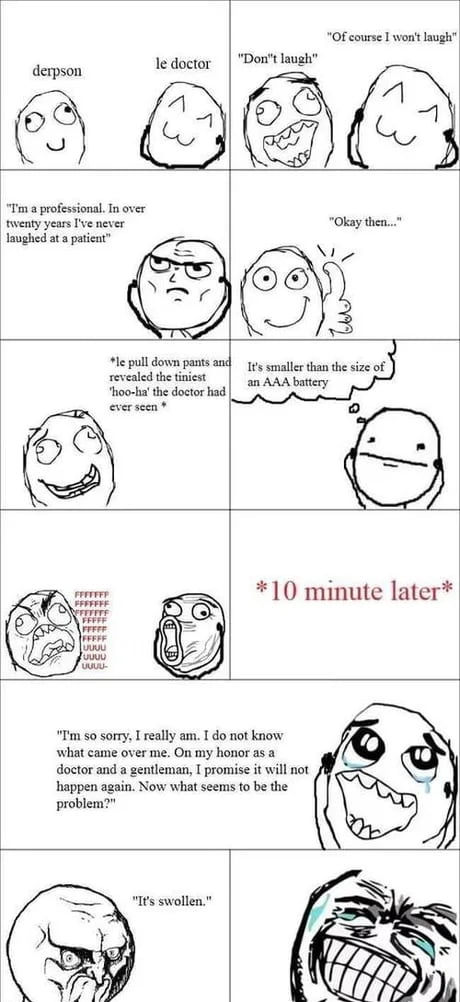 derpson
le doctor
"Don"t laugh"
"Of course I won't laugh"
"I'm a professional. In over
twenty years I've never
laughed at a patient"
"Okay then..."
*le pull down pants and
revealed the tiniest
'hoo-ha' the doctor had
ever seen *
It's smaller than the size of
an AAA battery
FFFFFFF
FFFFFFF
FFFFFFF
FFFFF
FFFFF
FFFFF
UUUU
UUUU
UUUU-
*10 minute later*
"I'm so sorry, I really am. I do not know
what came over me. On my honor as a
doctor and a gentleman, I promise it will not
happen again. Now what seems to be the
problem?"
"It's swollen."